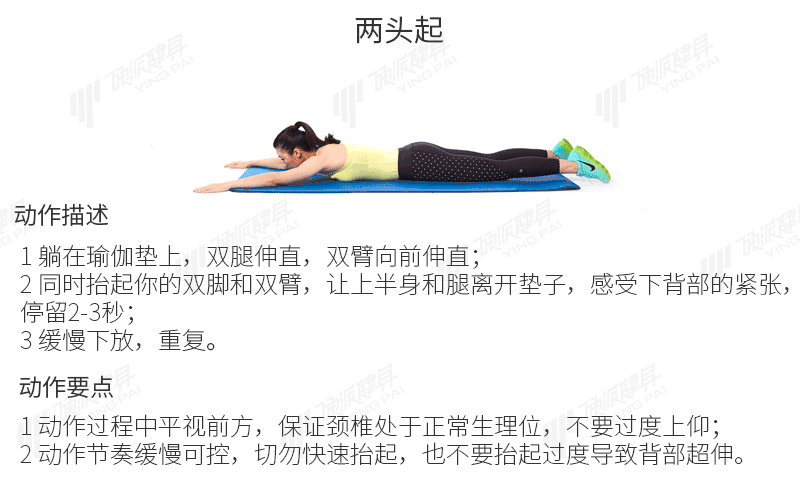 两头起
动作描述
1 躺在瑜伽垫上，双腿伸直，双臂向前伸直；
2 同时抬起你的双脚和双臂，让上半身和腿离开垫子，感受下背部的紧张，
停留2-3秒；
3 缓慢下放，重复。
动作要点
1 动作过程中平视前方，保证颈椎处于正常生理位，不要过度上仰；
2 动作节奏缓慢可控，切勿快速抬起，也不要抬起过度导致背部超伸。
YING PAI
YING PAI
YING PAI